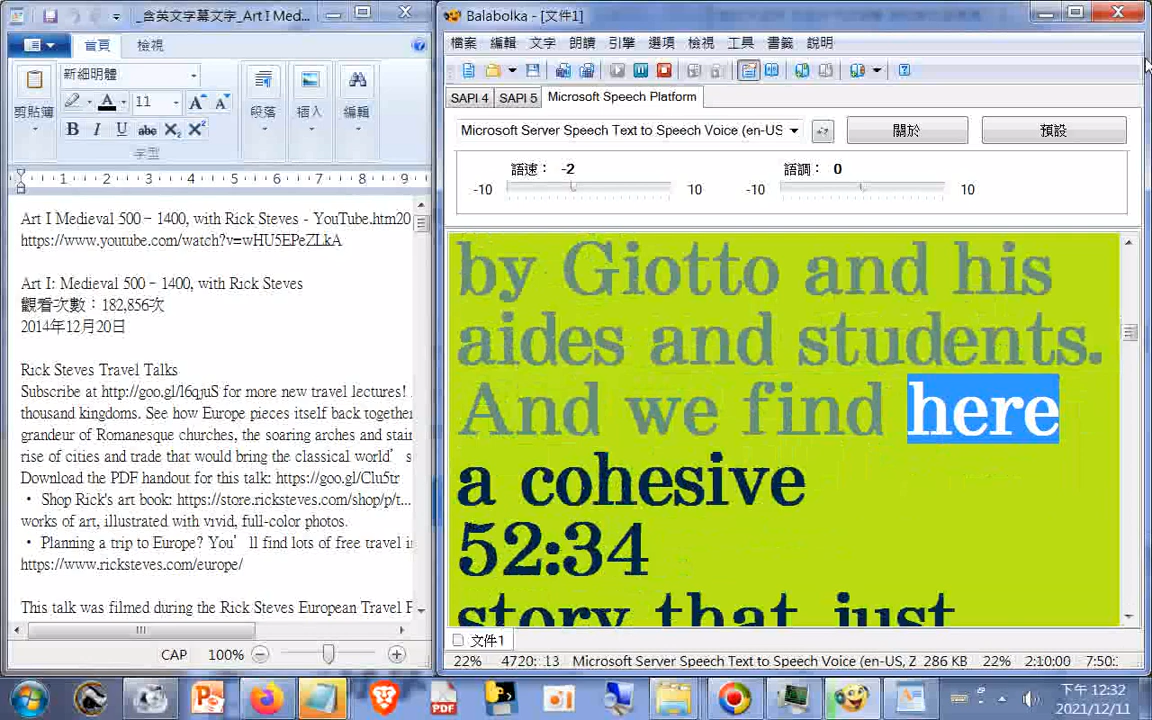 _含英文字幕文字_Art I Med...
首頁
檢視
新細明體
11
剪貼簿
段落
插入
編輯
B I U abc X₂ X²
字型
1 2 3 4 5 6 7 8 9
Art I Medieval 500 – 1400, with Rick Steves - YouTube.htm20
https://www.youtube.com/watch?v=wHU5EPeZLkA
Art I: Medieval 500 – 1400, with Rick Steves
觀看次數：182,856次
2014年12月20日
Rick Steves Travel Talks
Subscribe at http://goo.gl/l6qjuS for more new travel lectures!
thousand kingdoms. See how Europe pieces itself back together
grandeur of Romanesque churches, the soaring arches and stai
rise of cities and trade that would bring the classical world’s
Download the PDF handout for this talk: https://goo.gl/Clu5tr
• Shop Rick's art book: https://store.ricksteves.com/shop/p/t...
works of art, illustrated with vivid, full-color photos.
• Planning a trip to Europe? You’ll find lots of free travel i
https://www.ricksteves.com/europe/
This talk was filmed during the Rick Steves European Travel F
CAP 100%
Balabolka - [文件1]
檔案 編輯 文字 朗讀 引擎 選項 檢視 工具 書籤 說明
SAPI 4 SAPI 5 Microsoft Speech Platform
Microsoft Server Speech Text to Speech Voice (en-US
關於
預設
語速： -2
語調： 0
-10 10 -10 10
by Giotto and his
aides and students.
And we find here
a cohesive
52:34
story that just
文件1
22% 4720: 13 Microsoft Server Speech Text to Speech Voice (en-US, Z 286 KB 22% 2:10:00 7:50:
PDF
下午 12:32
2021/12/11